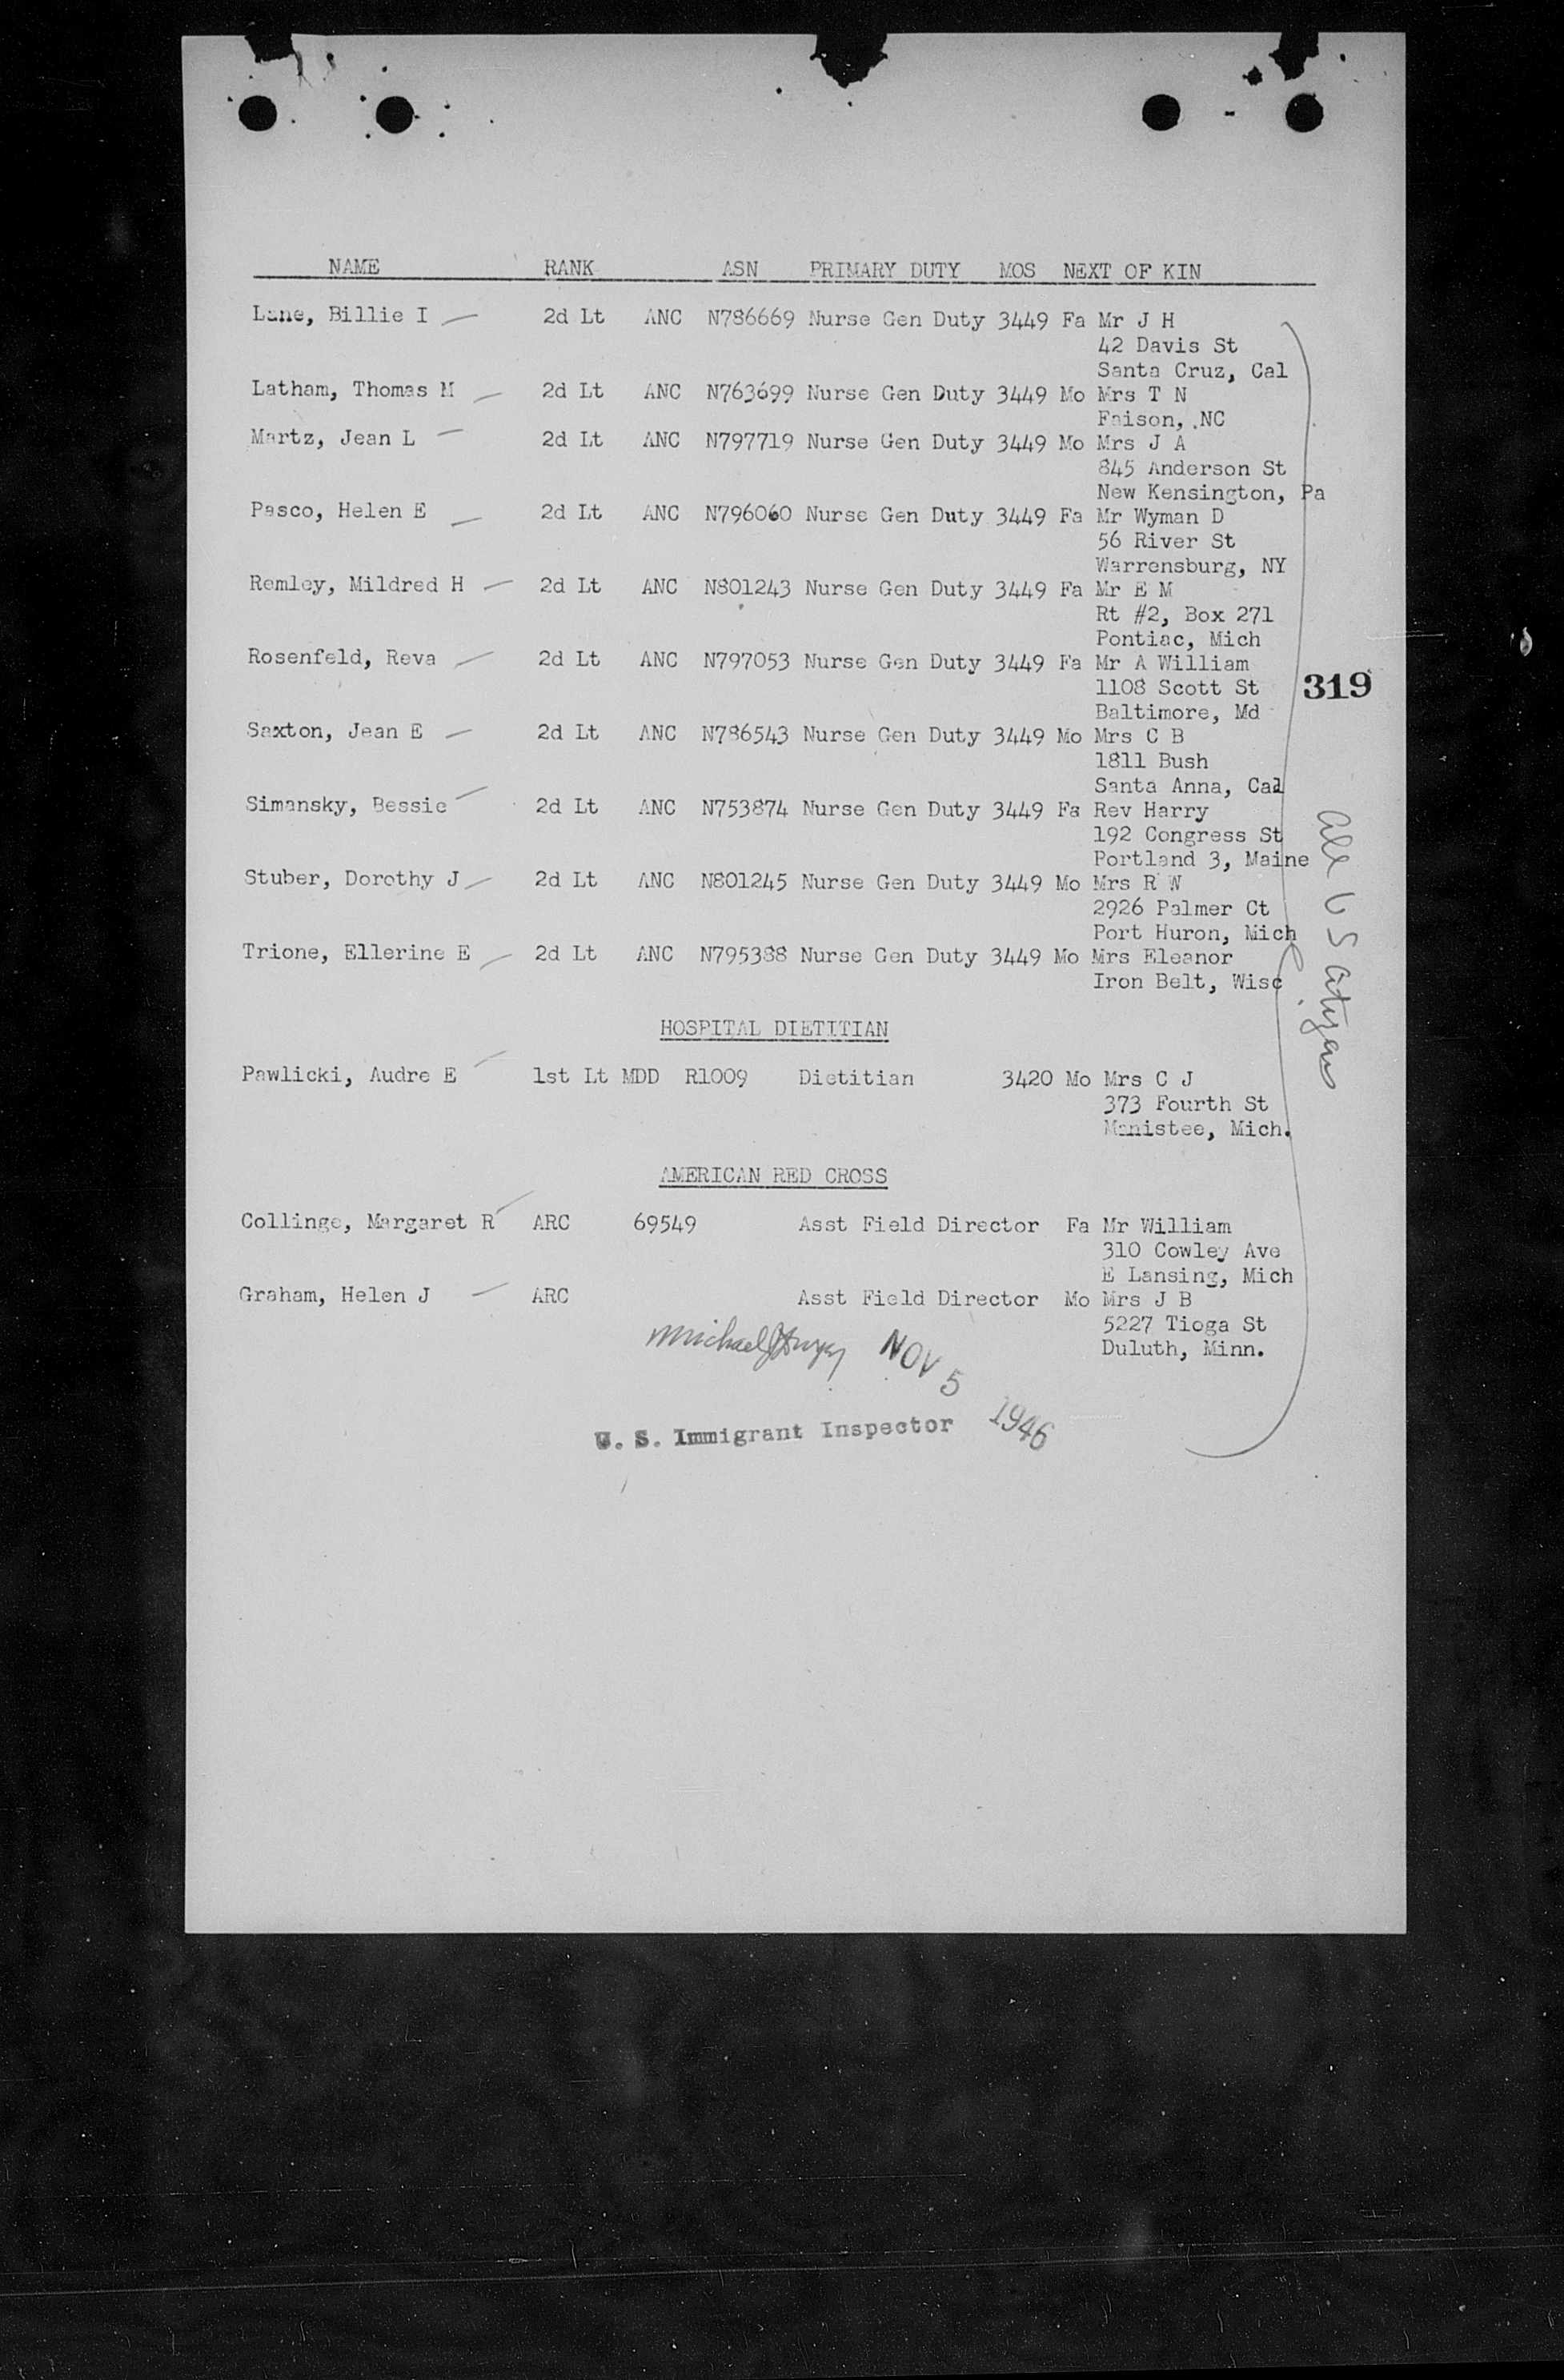 NAME RANK ASN PRIMARY DUTY MOS NEXT OF KIN
Lane, Billie I 2d Lt ANC N786669 Nurse Gen Duty 3449 Fa Mr J H
42 Davis St
Santa Cruz, Cal
Latham, Thomas M 2d Lt ANC N763699 Nurse Gen Duty 3449 Mo Mrs T N
Faison, NC
Martz, Jean L 2d Lt ANC N797719 Nurse Gen Duty 3449 Mo Mrs J A
845 Anderson St
New Kensington, Pa
Pasco, Helen E 2d Lt ANC N796060 Nurse Gen Duty 3449 Fa Mr Wyman D
56 River St
Warrensburg, NY
Remley, Mildred H 2d Lt ANC N801243 Nurse Gen Duty 3449 Fa Mr E M
Rt #2, Box 271
Pontiac, Mich
Rosenfeld, Reva 2d Lt ANC N797053 Nurse Gen Duty 3449 Fa Mr A William
1108 Scott St
319
Baltimore, Md
Saxton, Jean E 2d Lt ANC N786543 Nurse Gen Duty 3449 Mo Mrs C B
1811 Bush
Santa Anna, Cal
Simansky, Bessie 2d Lt ANC N753874 Nurse Gen Duty 3449 Fa Rev Harry
192 Congress St
Portland 3, Maine
Stuber, Dorothy J 2d Lt ANC N801245 Nurse Gen Duty 3449 Mo Mrs R W
2926 Palmer Ct
Port Huron, Mich
Trione, Ellerine E 2d Lt ANC N795388 Nurse Gen Duty 3449 Mo Mrs Eleanor
Iron Belt, Wisc
All US Citizens
HOSPITAL DIETITIAN
Pawlicki, Audre E 1st Lt MDD R1009 Dietitian 3420 Mo Mrs C J
373 Fourth St
Manistee, Mich.
AMERICAN RED CROSS
Collinge, Margaret R ARC 69549 Asst Field Director Fa Mr William
310 Cowley Ave
E Lansing, Mich
Graham, Helen J ARC Asst Field Director Mo Mrs J B
5227 Tioga St
Duluth, Minn.
Michael NOV 5 1946
U. S. Immigrant Inspector